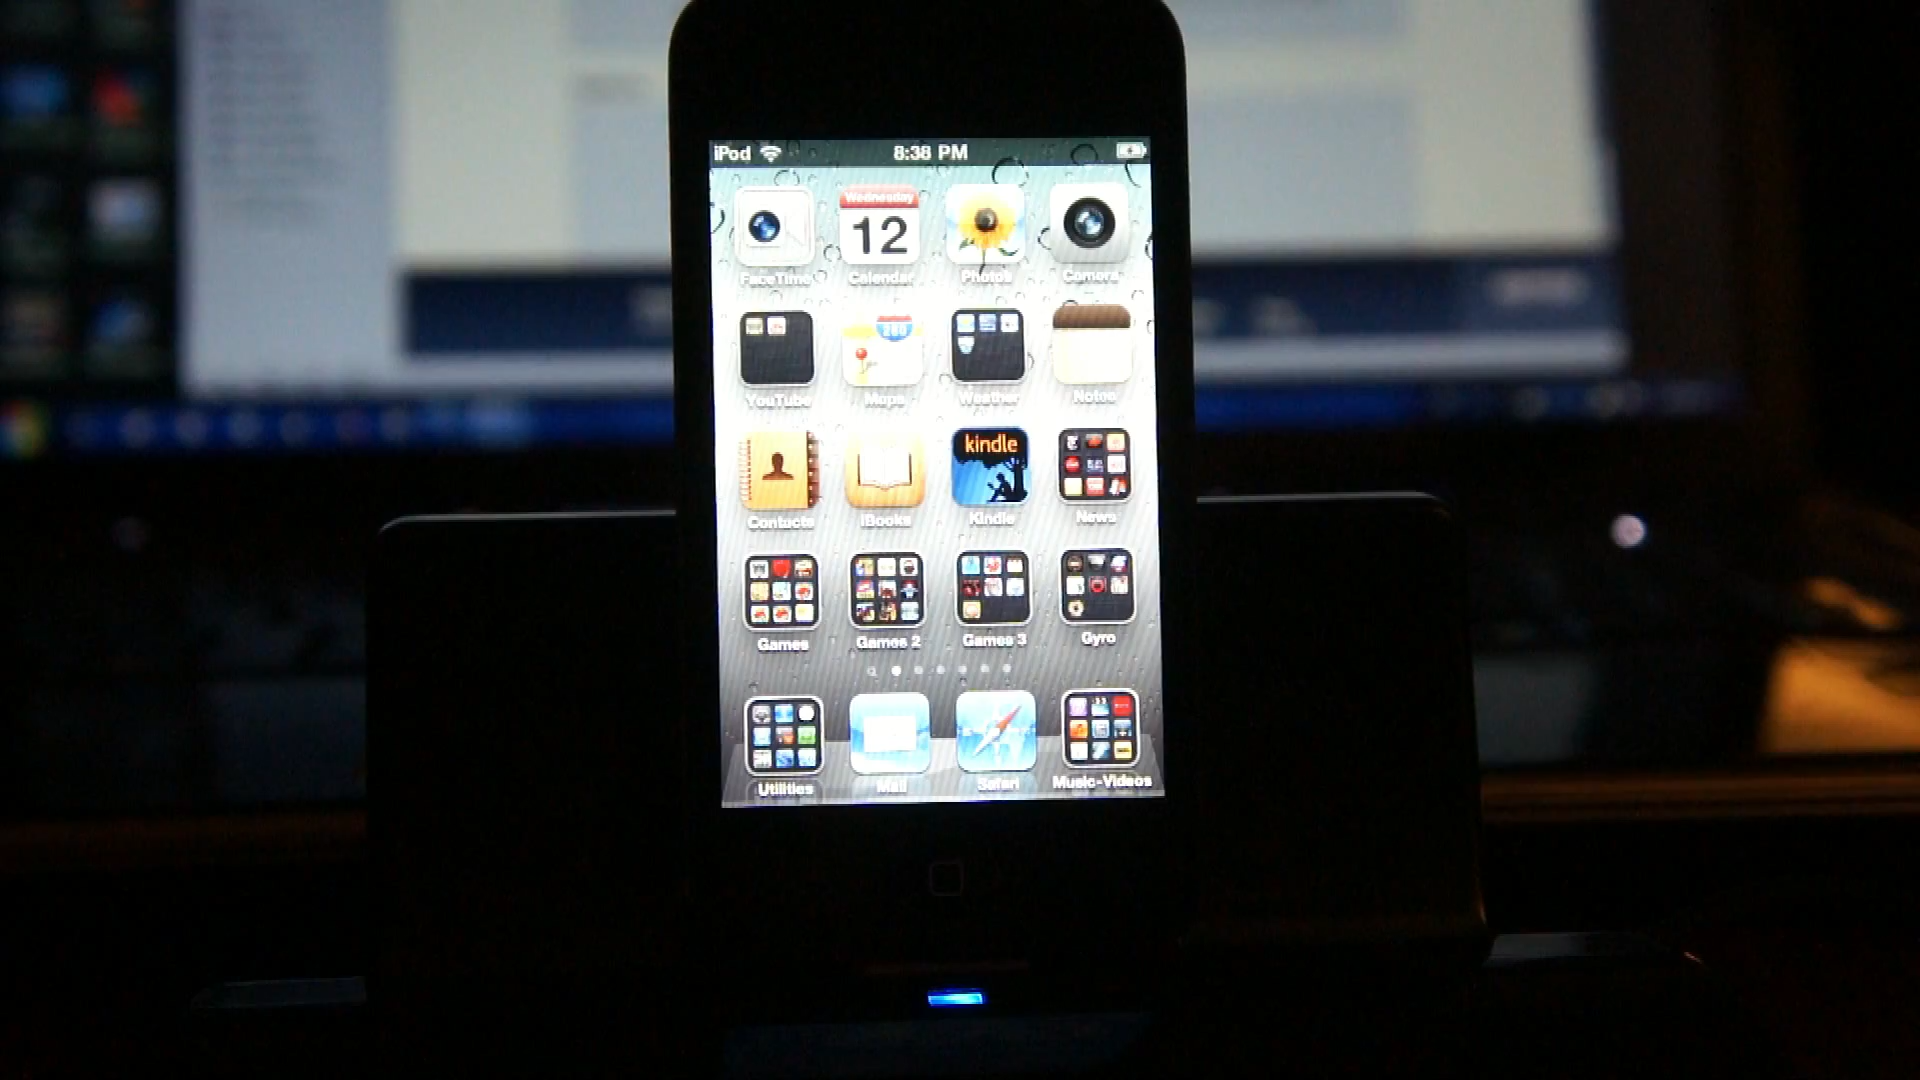 iPod 8:38 PM
Wednesday
12
FaceTime Calendar Photos Camera
280
YouTube Maps Weather Notes
kindle
Contacts iBooks Kindle News
Games Games 2 Games 3 Gyro
Utilities Mail Safari Music-Videos